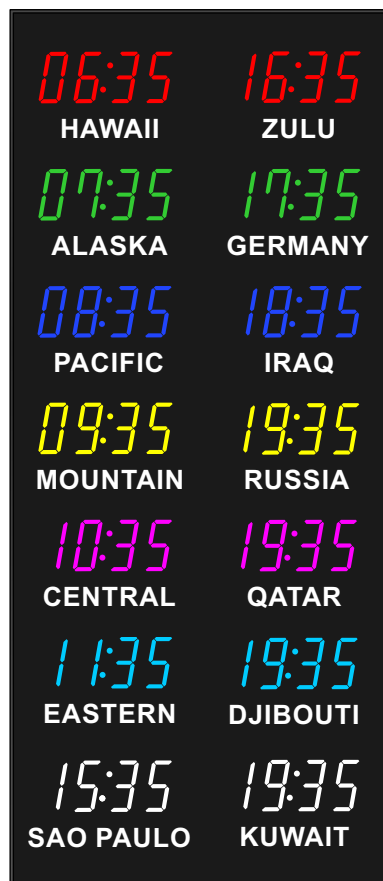 06:35 16:35
HAWAII ZULU
07:35 17:35
ALASKA GERMANY
08:35 18:35
PACIFIC IRAQ
09:35 19:35
MOUNTAIN RUSSIA
10:35 19:35
CENTRAL QATAR
11:35 19:35
EASTERN DJIBOUTI
15:35 19:35
SAO PAULO KUWAIT